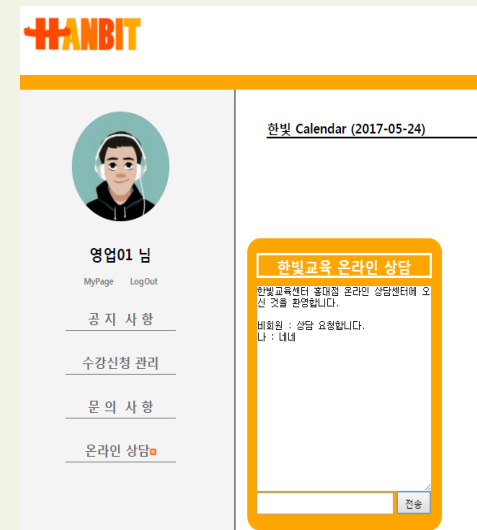 HANBIT
한빛 Calendar (2017-05-24)
영업01 님
MyPage LogOut
공 지 사 항
수강신청 관리
문 의 사 항
온라인 상담
한빛교육 온라인 상담
한빛교육센터 홍대점 온라인 상담센터에 오
신 것을 환영합니다.
비회원 : 상담 요청합니다.
나 : 네네
전송